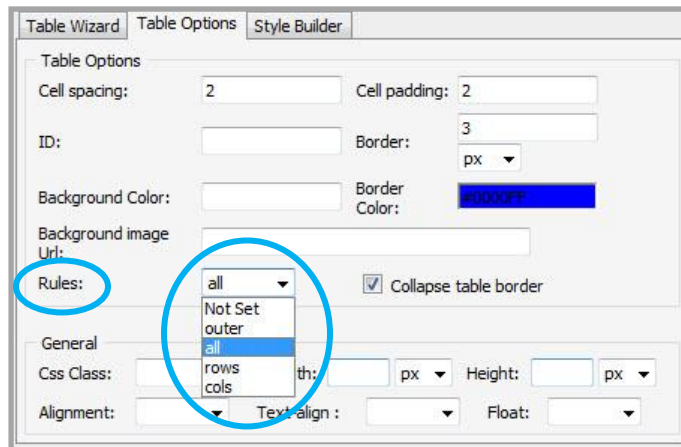 Table Wizard Table Options Style Builder
Table Options
Cell spacing: 2 Cell padding: 2
ID: Border: 3
px
Background Color: Border Color: #0000FF
Background image Url:
Rules: all Collapse table border
Not Set
outer
all
rows
cols
General
Css Class: th: px Height: px
Alignment: Text-align : Float: